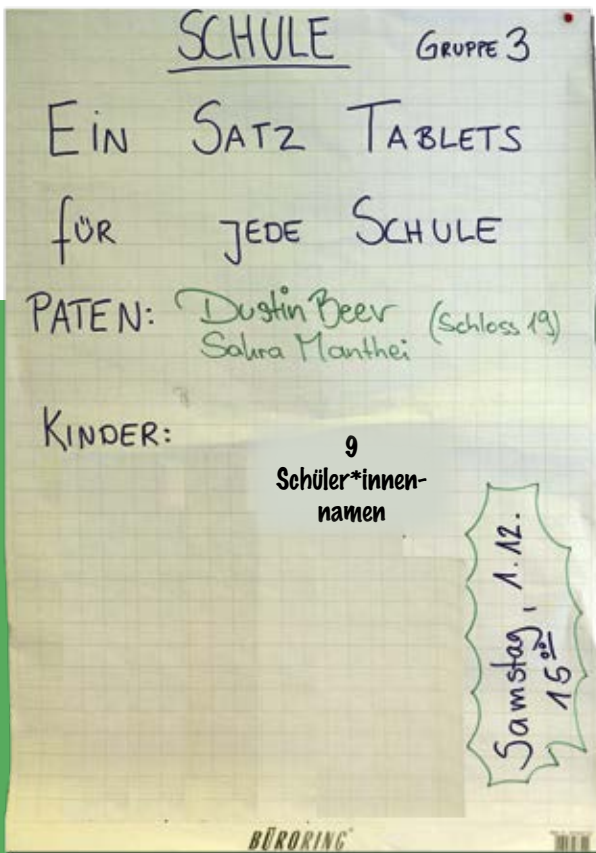 SCHULE GRUPPE 3
EIN SATZ TABLETS
FÜR JEDE SCHULE
PATEN: Dustin Beer (Schloss 19)
Sahra Manthei
KINDER:
9
Schüler*innen-
namen
Samstag, 1.12.
15⁰⁰
BÜRORING